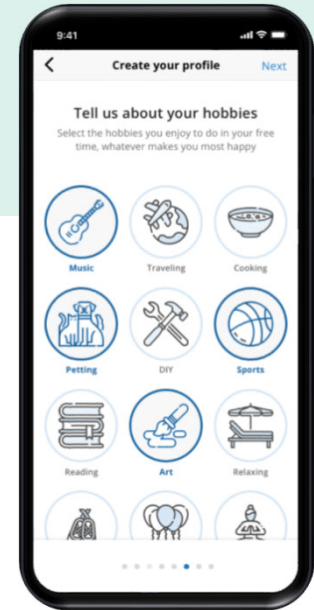 9:41
Create your profile
Next
Tell us about your hobbies
Select the hobbies you enjoy to do in your free
time, whatever makes you most happy
Music
Traveling
Cooking
Petting
DIY
Sports
Reading
Art
Relaxing